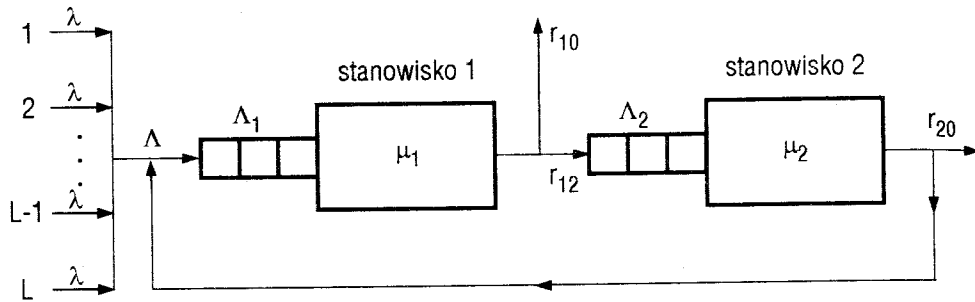 1 λ
2 λ
L-1 λ
L λ
Λ
Λ₁
stanowisko 1
μ₁
r₁₀
r₁₂
Λ₂
stanowisko 2
μ₂
r₂₀